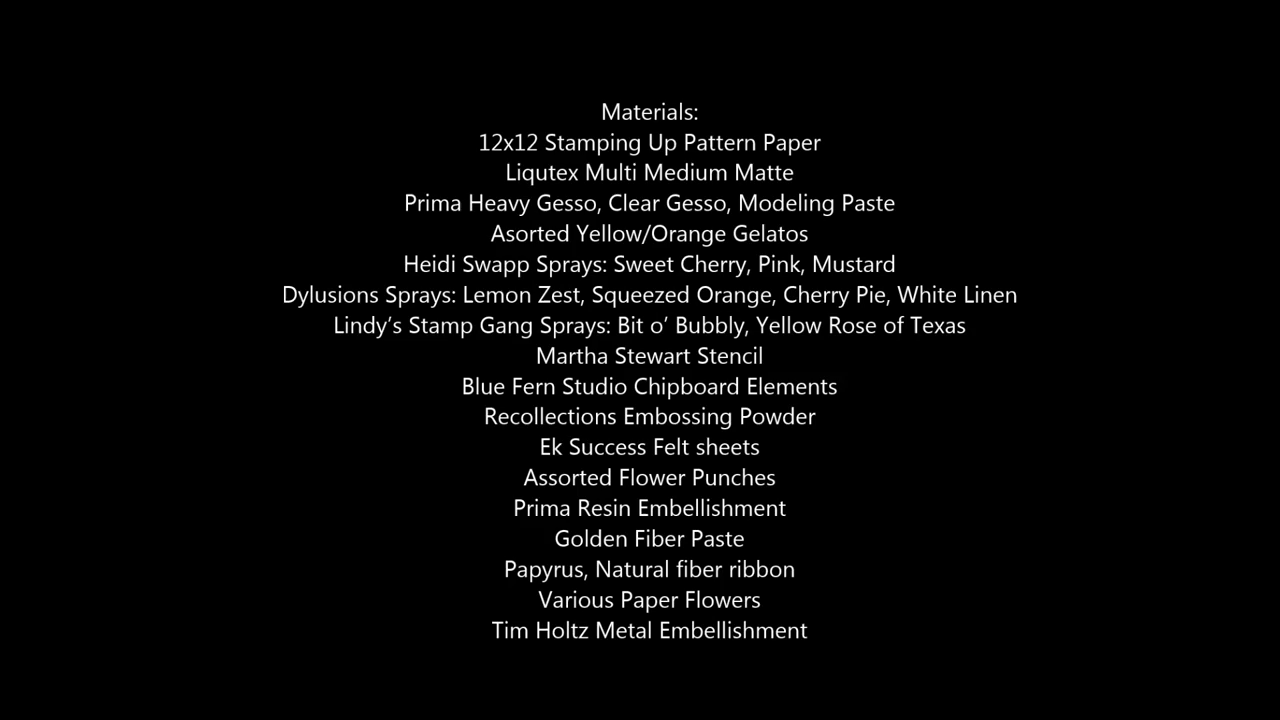 Materials:
12x12 Stamping Up Pattern Paper
Liqutex Multi Medium Matte
Prima Heavy Gesso, Clear Gesso, Modeling Paste
Asorted Yellow/Orange Gelatos
Heidi Swapp Sprays: Sweet Cherry, Pink, Mustard
Dylusions Sprays: Lemon Zest, Squeezed Orange, Cherry Pie, White Linen
Lindy’s Stamp Gang Sprays: Bit o’ Bubbly, Yellow Rose of Texas
Martha Stewart Stencil
Blue Fern Studio Chipboard Elements
Recollections Embossing Powder
Ek Success Felt sheets
Assorted Flower Punches
Prima Resin Embellishment
Golden Fiber Paste
Papyrus, Natural fiber ribbon
Various Paper Flowers
Tim Holtz Metal Embellishment